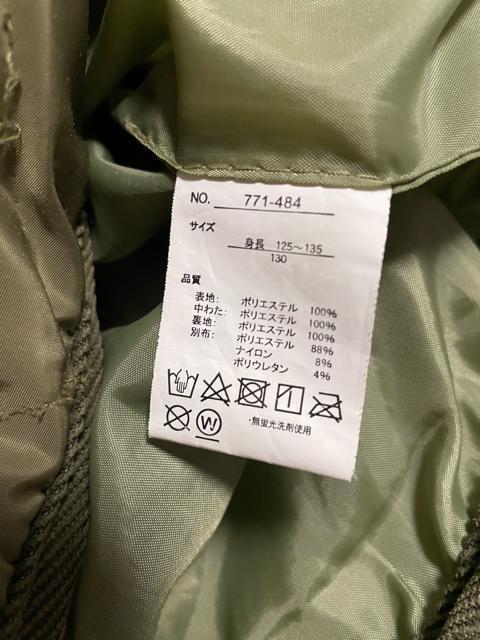 NO. 771-484
サイズ
身長 125～135
130
品質
表地: ポリエステル 100%
中わた: ポリエステル 100%
裏地: ポリエステル 100%
別布: ポリエステル 88%
ナイロン 8%
ポリウレタン 4%
W
・無蛍光洗剤使用